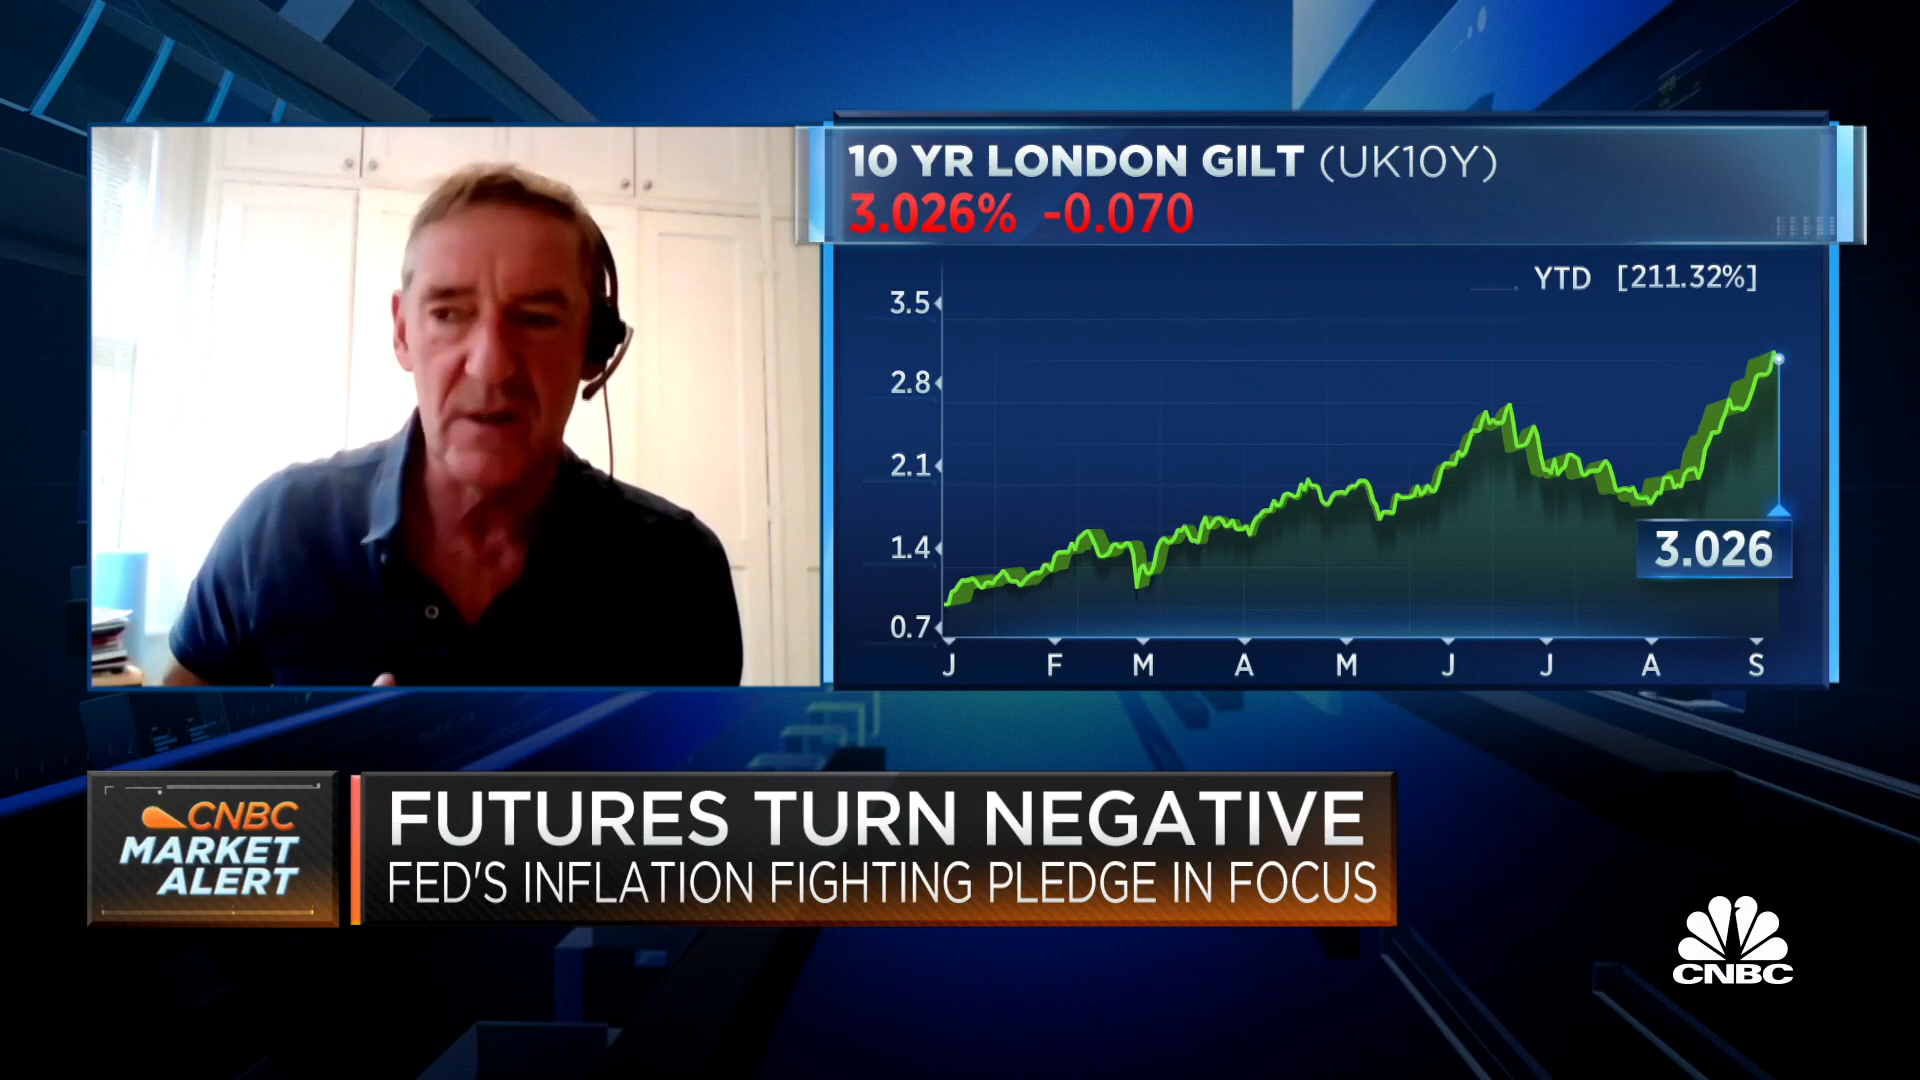 10 YR LONDON GILT (UK10Y)
3.026% -0.070
YTD [211.32%]
3.5
2.8
2.1
1.4
0.7
3.026
J F M A M J J A S
CNBC
MARKET
ALERT
FUTURES TURN NEGATIVE
FED'S INFLATION FIGHTING PLEDGE IN FOCUS
CNBC